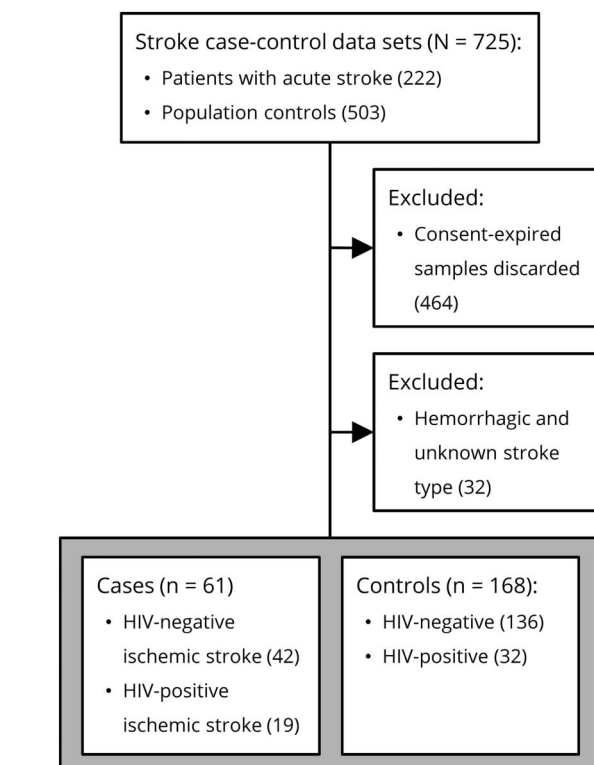 Stroke case-control data sets (N = 725):
• Patients with acute stroke (222)
• Population controls (503)
Excluded:
• Consent-expired
samples discarded
(464)
Excluded:
• Hemorrhagic and
unknown stroke
type (32)
Cases (n = 61)
• HIV-negative
ischemic stroke (42)
• HIV-positive
ischemic stroke (19)
Controls (n = 168):
• HIV-negative (136)
• HIV-positive (32)